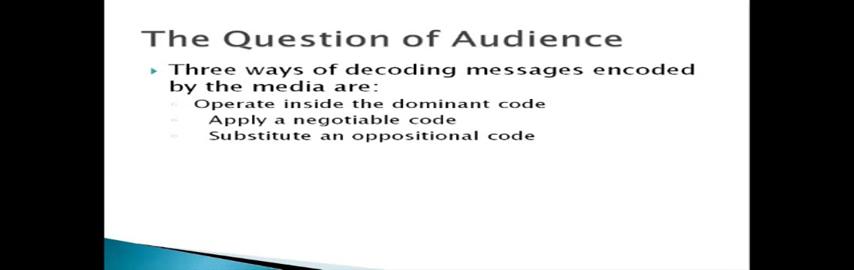 The Question of Audience
Three ways of decoding messages encoded
by the media are:
Operate inside the dominant code
Apply a negotiable code
Substitute an oppositional code